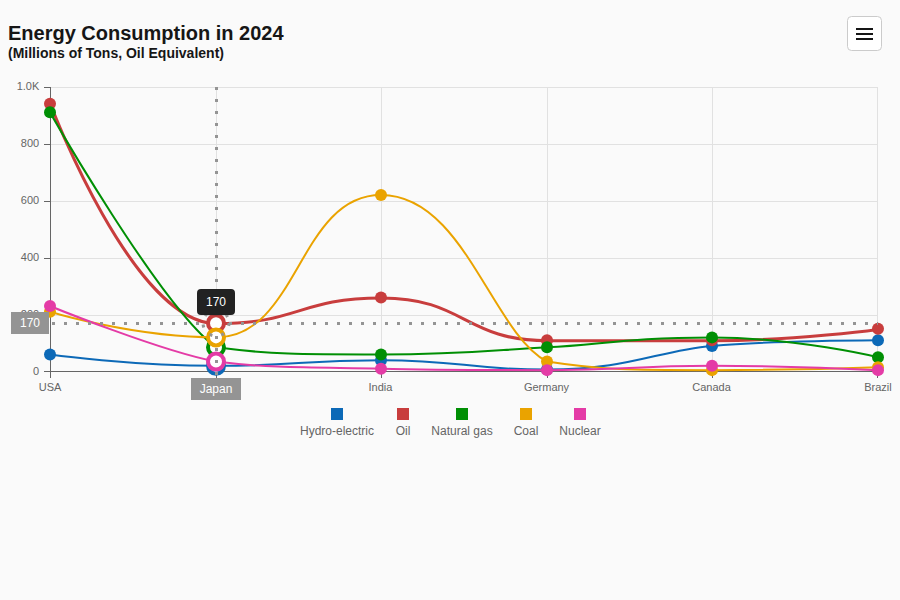 Energy Consumption in 2024
(Millions of Tons, Oil Equivalent)
1.0K
800
600
400
170
170
0
USA
Japan
India
Germany
Canada
Brazil
Hydro-electric
Oil
Natural gas
Coal
Nuclear